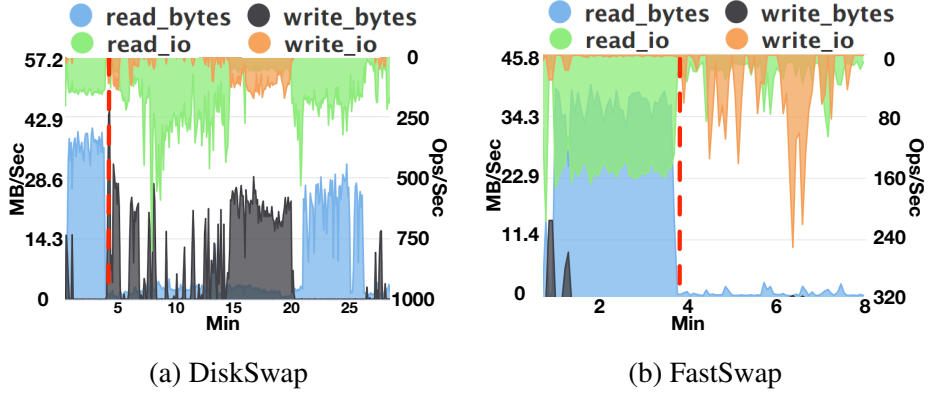 read_bytes write_bytes
read_io write_io
57.2
42.9
28.6
14.3
0
MB/Sec
0
250
500
750
1000
Ops/Sec
5 10 15 20 25
Min
(a) DiskSwap
read_bytes write_bytes
read_io write_io
45.8
34.3
22.9
11.4
0
MB/Sec
0
80
160
240
320
Ops/Sec
2 4 6 8
Min
(b) FastSwap